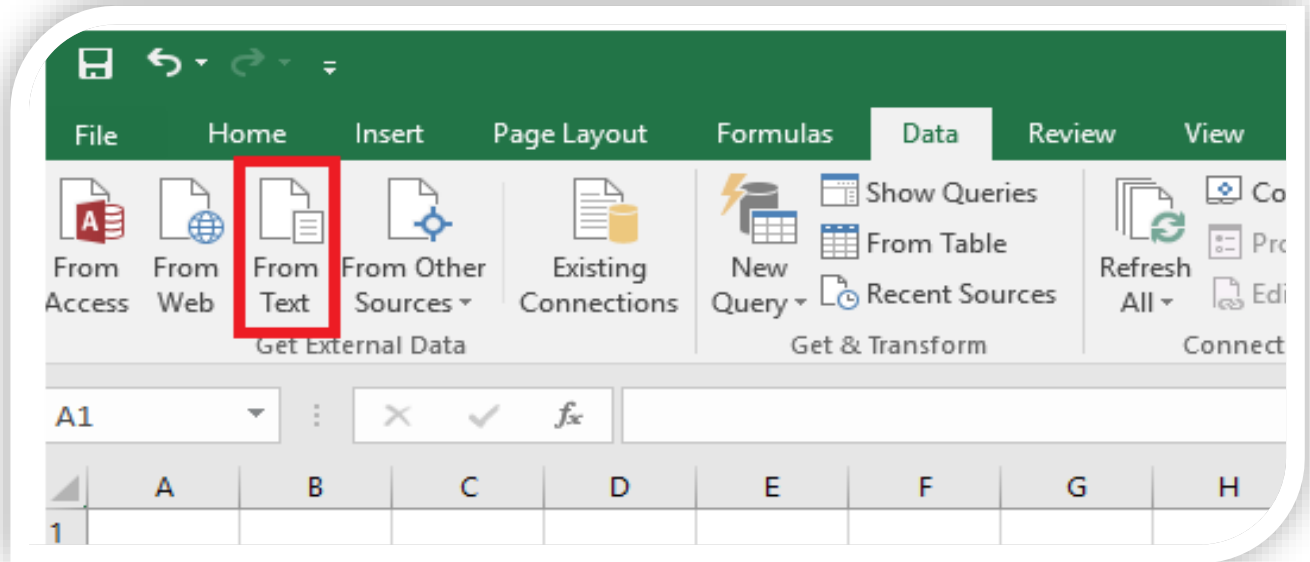 File Home Insert Page Layout Formulas Data Review View
A
Show Queries
From Table
Recent Sources
From Access
From Web
From Text
From Other Sources
Existing Connections
New Query
Refresh All
Get External Data
Get & Transform
A1
fx
A B C D E F G H
1